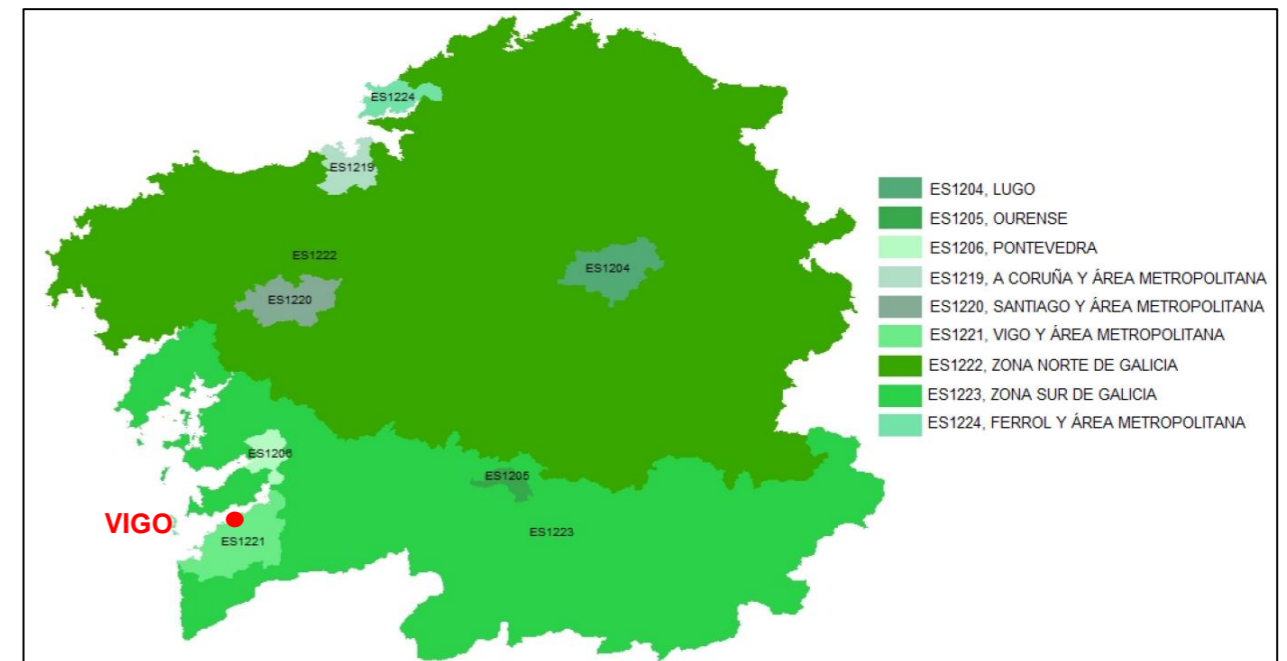 ES1224
ES1219
ES1222
ES1204
ES1220
ES1206
ES1205
VIGO
ES1221
ES1223
ES1204, LUGO
ES1205, OURENSE
ES1206, PONTEVEDRA
ES1219, A CORUÑA Y ÁREA METROPOLITANA
ES1220, SANTIAGO Y ÁREA METROPOLITANA
ES1221, VIGO Y ÁREA METROPOLITANA
ES1222, ZONA NORTE DE GALICIA
ES1223, ZONA SUR DE GALICIA
ES1224, FERROL Y ÁREA METROPOLITANA